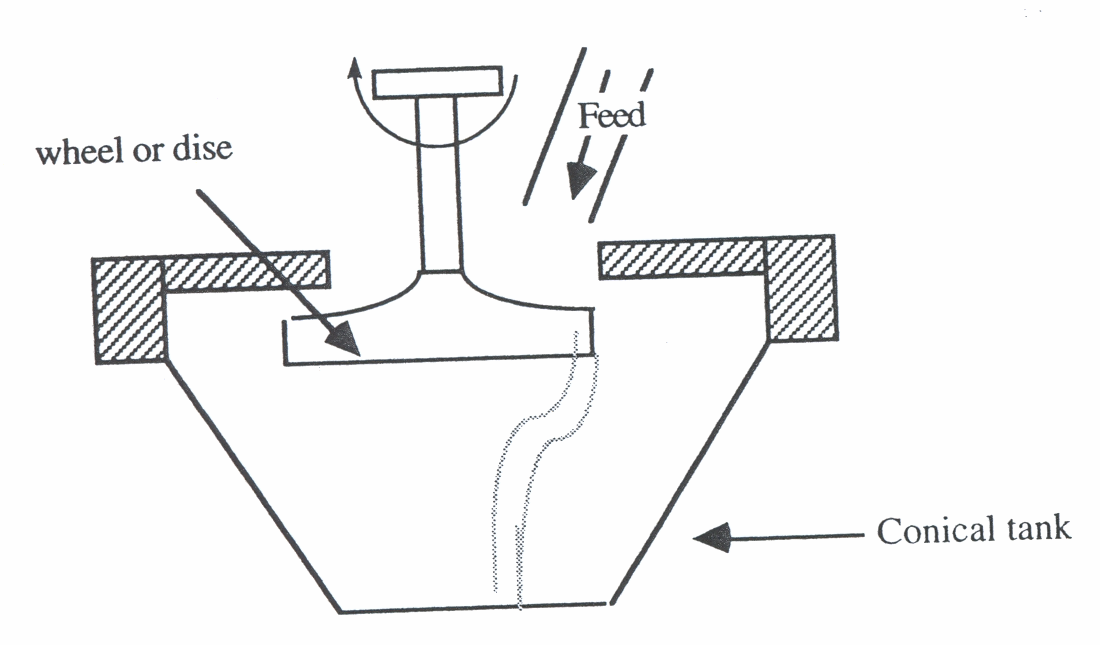 Feed
wheel or dise
Conical tank